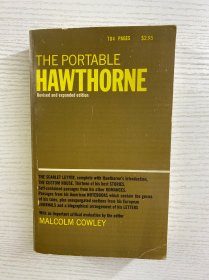 704 PAGES $2.95
THE PORTABLE
HAWTHORNE
Revised and expanded edition
THE SCARLET LETTER, complete with Hawthorne's introduction,
THE CUSTOM HOUSE. Thirteen of his best STORIES.
Self-contained passages from his other ROMANCES.
Passages from his American NOTEBOOKS which contain the germs
of his tales, plus unexpurgated sections from his European
JOURNALS and a biographical arrangement of his LETTERS
With an important critical evaluation by the editor
MALCOLM COWLEY